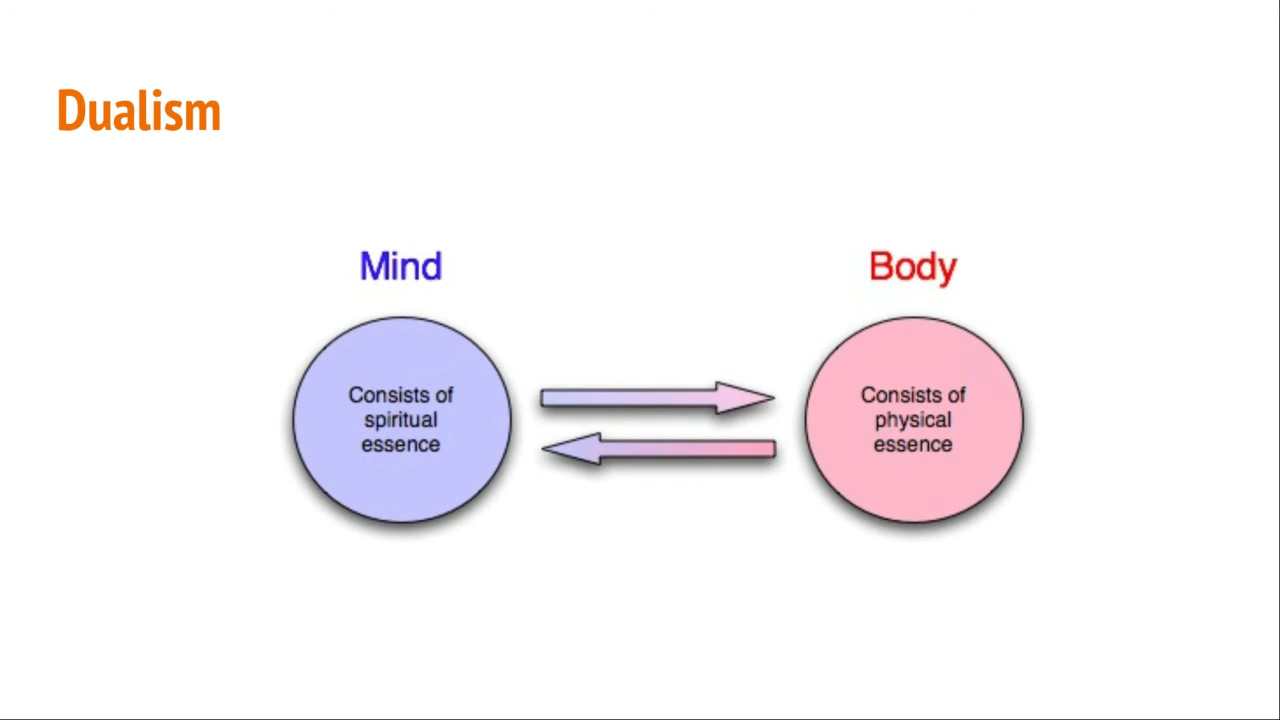 Dualism
Mind
Body
Consists of
spiritual
essence
Consists of
physical
essence